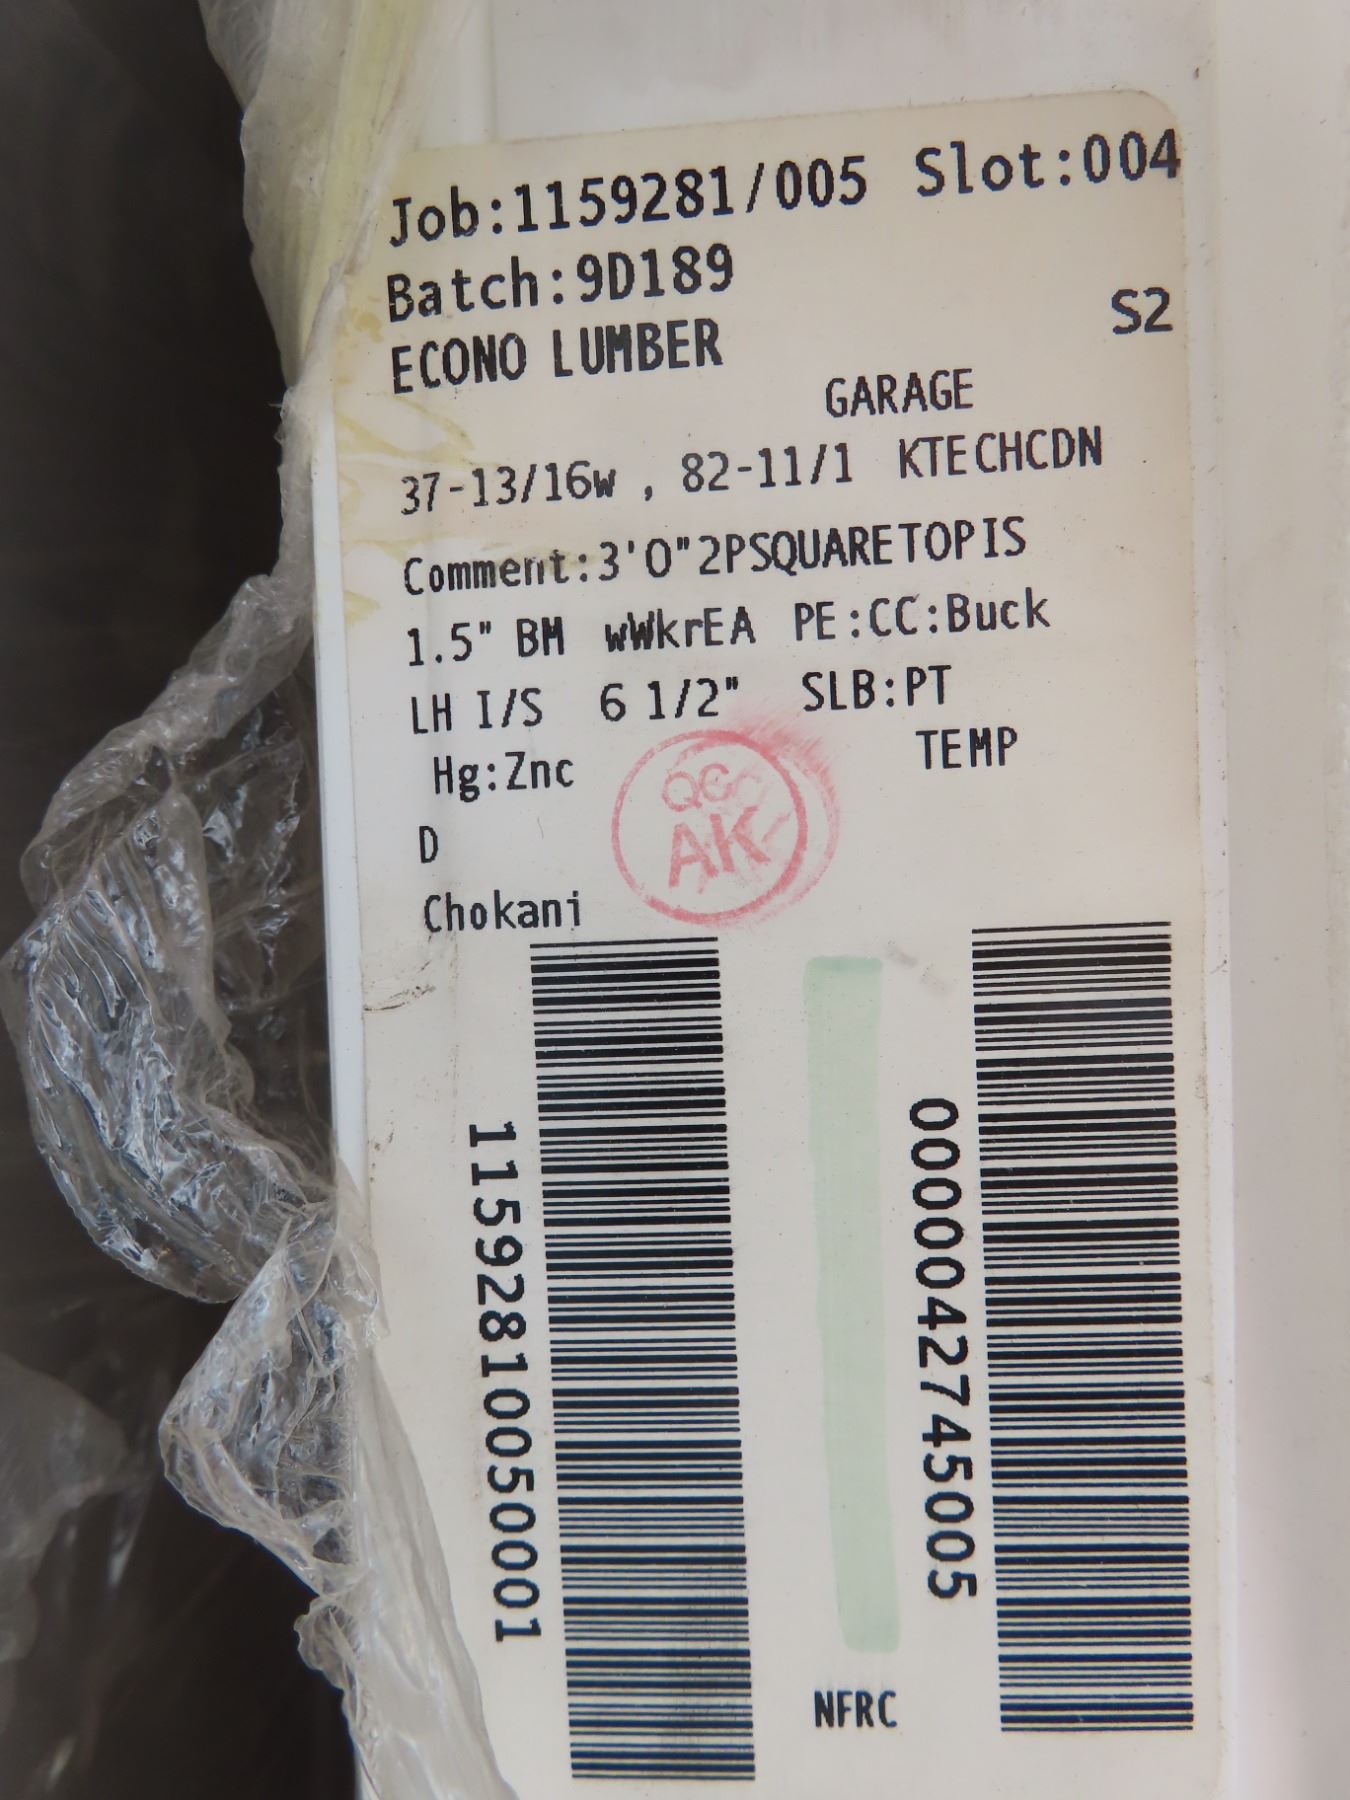 Job:1159281/005 Slot:004
Batch:9D189
S2
ECONO LUMBER
GARAGE
37-13/16w , 82-11/1 KTECHCDN
Comment:3'0"2PSQUARETOPIS
1.5" BM wWkrEA PE:CC:Buck
LH I/S 6 1/2" SLB:PT
Hg:Znc TEMP
QC
AK
D
Chokani
11592810050001
0000042745005
NFRC